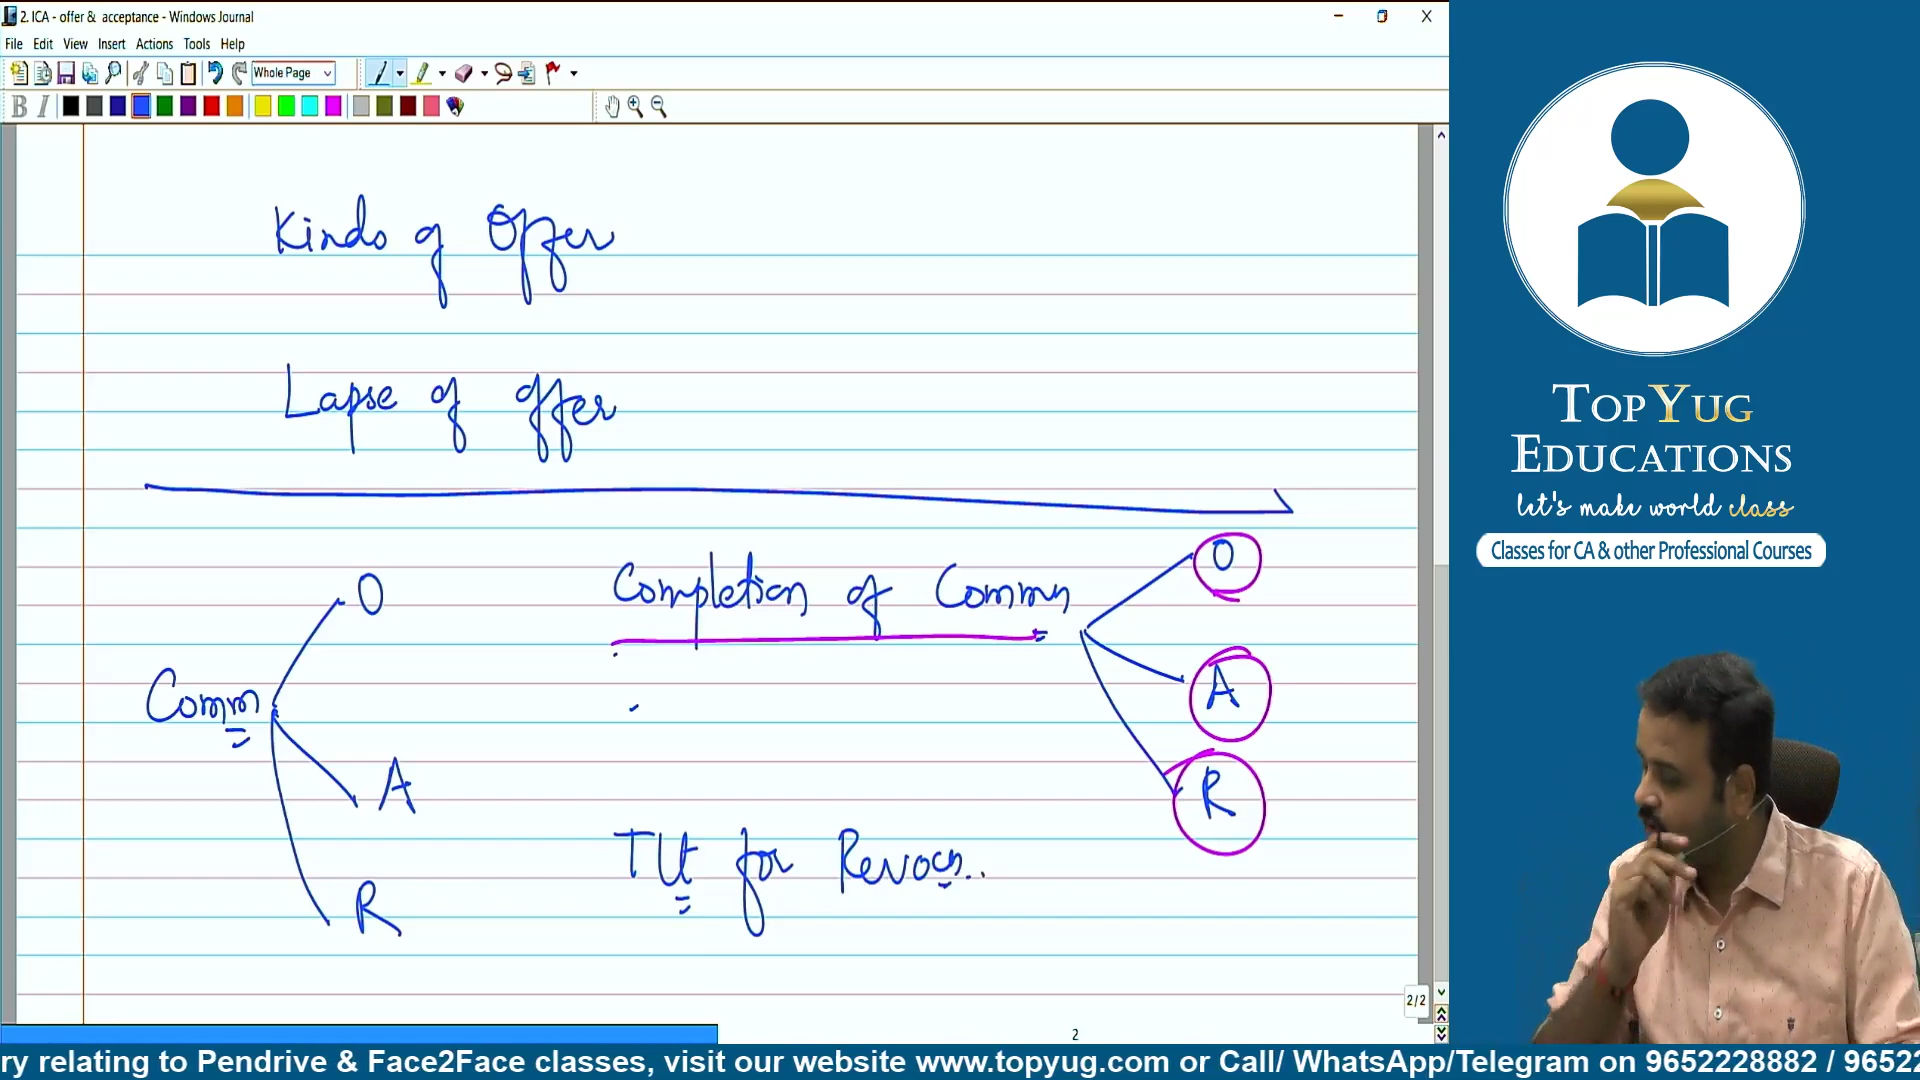 2. ICA - offer & acceptance - Windows Journal
File Edit View Insert Actions Tools Help
Whole Page
B I
Kinds of Offer
Lapse of offer
Comm
O
A
R
Completion of Commn
O
A
R
TLt for Revocn..
2/2
2
TOPYUG
EDUCATIONS
let's make world class
Classes for CA & other Professional Courses
ry relating to Pendrive & Face2Face classes, visit our website www.topyug.com or Call/ WhatsApp/Telegram on 9652228882 / 9652